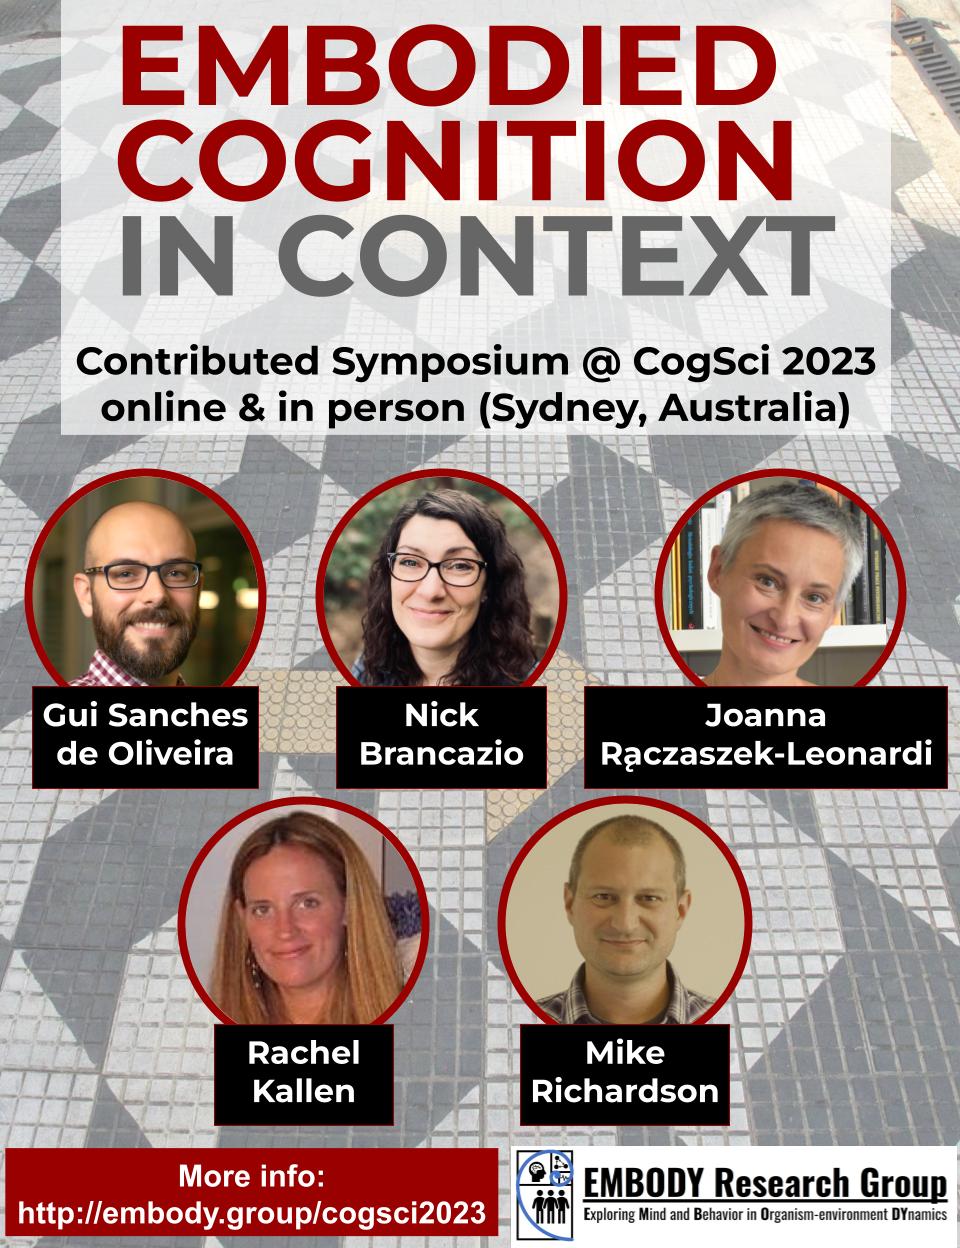 EMBODIED
COGNITION
IN CONTEXT
Contributed Symposium @ CogSci 2023
online & in person (Sydney, Australia)
Gui Sanches
de Oliveira
Nick
Brancazio
Joanna
Rączaszek-Leonardi
Rachel
Kallen
Mike
Richardson
More info:
http://embody.group/cogsci2023
EMBODY Research Group
Exploring Mind and Behavior in Organism-environment DYnamics